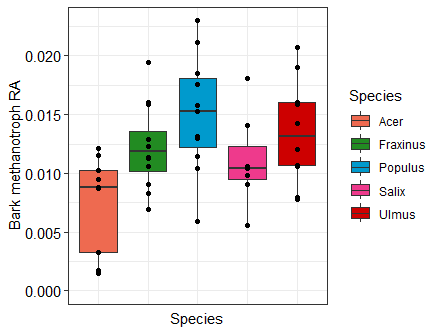 Bark methanotroph RA
0.020
0.015
0.010
0.005
0.000
Species
Species
Acer
Fraxinus
Populus
Salix
Ulmus